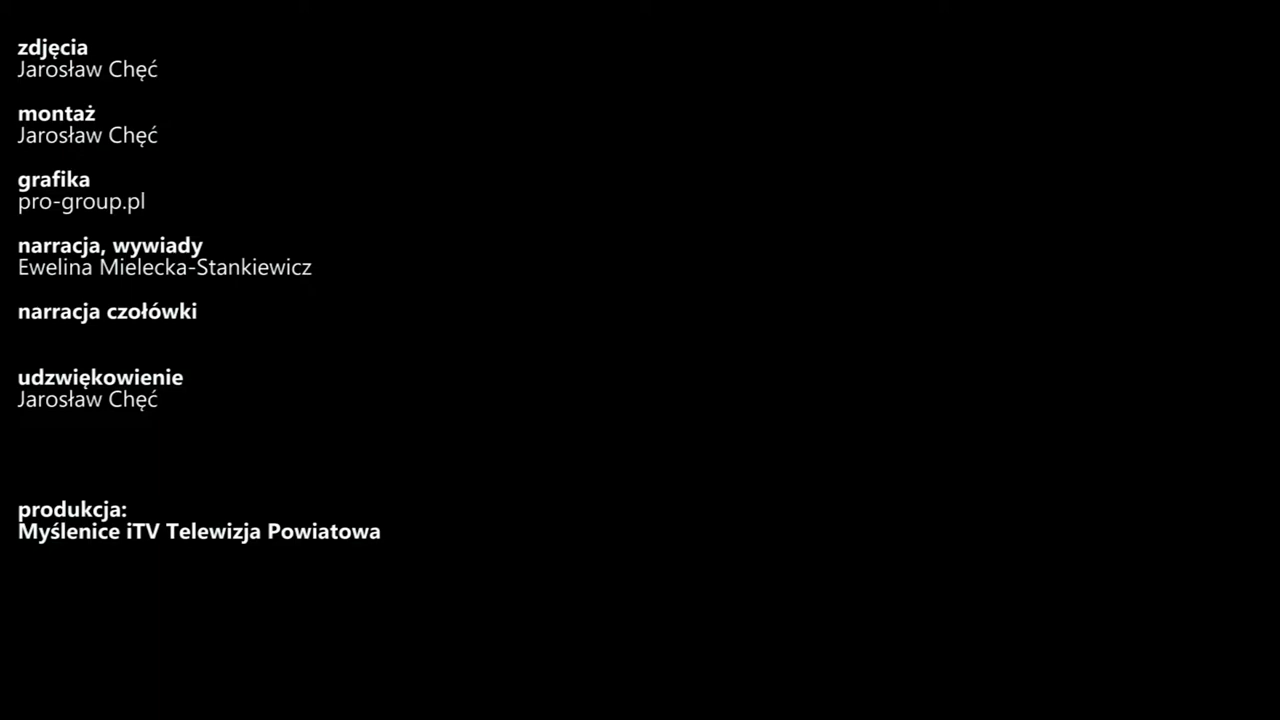 zdjęcia
Jarosław Chęć
montaż
Jarosław Chęć
grafika
pro-group.pl
narracja, wywiady
Ewelina Mielecka-Stankiewicz
narracja czołówki
udzwiękowienie
Jarosław Chęć
produkcja:
Myślenice iTV Telewizja Powiatowa